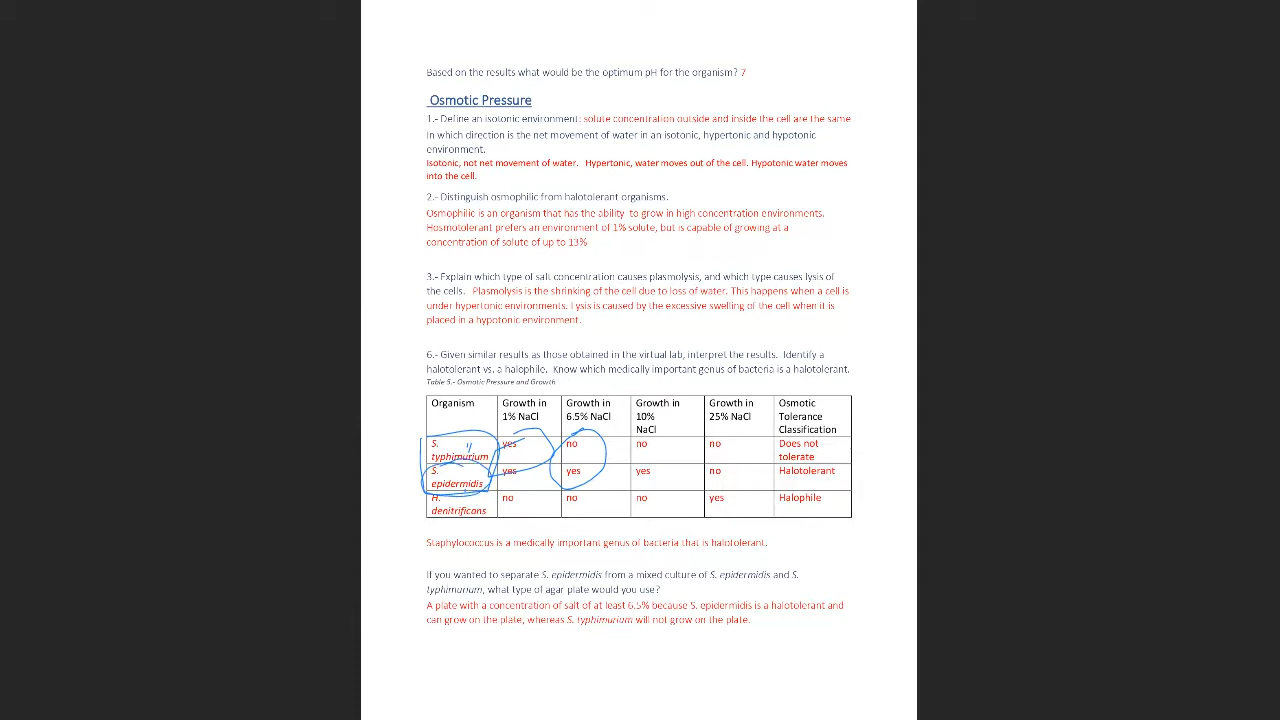 Based on the results what would be the optimum pH for the organism? 7
Osmotic Pressure
1.- Define an isotonic environment: solute concentration outside and inside the cell are the same
In which direction is the net movement of water in an isotonic, hypertonic and hypotonic
environment.
Isotonic, not net movement of water. Hypertonic, water moves out of the cell. Hypotonic water moves
into the cell.
2.- Distinguish osmophilic from halotolerant organisms.
Osmophilic is an organism that has the ability to grow in high concentration environments.
Hosmotolerant prefers an environment of 1% solute, but is capable of growing at a
concentration of solute of up to 13%
3.- Explain which type of salt concentration causes plasmolysis, and which type causes lysis of
the cells. Plasmolysis is the shrinking of the cell due to loss of water. This happens when a cell is
under hypertonic environments. Lysis is caused by the excessive swelling of the cell when it is
placed in a hypotonic environment.
6.- Given similar results as those obtained in the virtual lab, interpret the results. Identify a
halotolerant vs. a halophile. Know which medically important genus of bacteria is a halotolerant.
Table 5.- Osmotic Pressure and Growth
Organism Growth in Growth in Growth in Growth in Osmotic
1% NaCl 6.5% NaCl 10% 25% NaCl Tolerance
NaCl Classification
S. yes no no no Does not
typhimurium tolerate
S. yes yes yes no Halotolerant
epidermidis
H. no no no yes Halophile
denitrificans
Staphylococcus is a medically important genus of bacteria that is halotolerant.
If you wanted to separate S. epidermidis from a mixed culture of S. epidermidis and S.
typhimurium, what type of agar plate would you use?
A plate with a concentration of salt of at least 6.5% because S. epidermidis is a halotolerant and
can grow on the plate, whereas S. typhimurium will not grow on the plate.